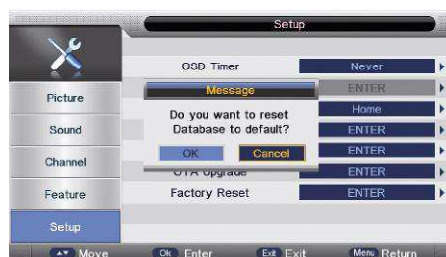 Setup
OSD Timer Never
ENTER
Home
ENTER
ENTER
OTA Upgrade ENTER
Factory Reset ENTER
Picture
Sound
Channel
Feature
Setup
Message
Do you want to reset
Database to default?
OK Cancel
Move Ok Enter Exit Exit Menu Return